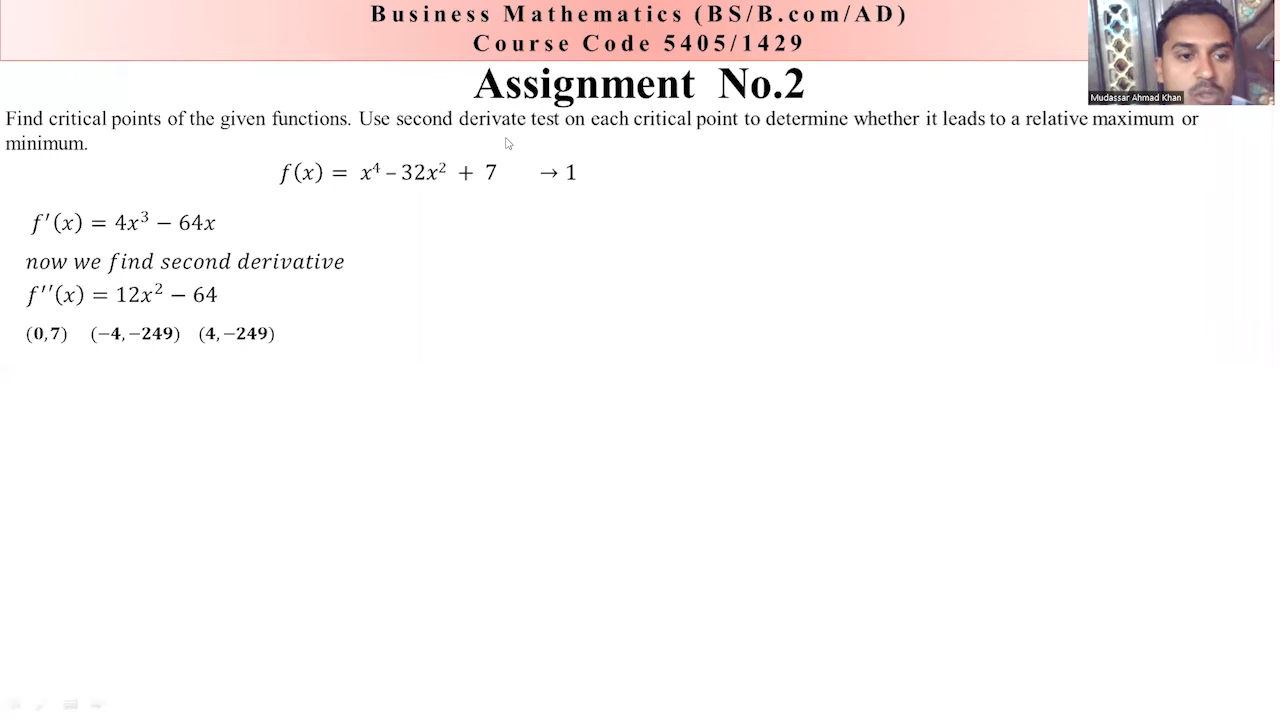 Business Mathematics (BS/B.com/AD)
Course Code 5405/1429
Assignment No.2
Mudassar Ahmad Khan
Find critical points of the given functions. Use second derivate test on each critical point to determine whether it leads to a relative maximum or
minimum.
f(x) = x⁴ – 32x² + 7 → 1
f′(x) = 4x³ − 64x
now we find second derivative
f′′(x) = 12x² − 64
(0, 7) (−4, −249) (4, −249)